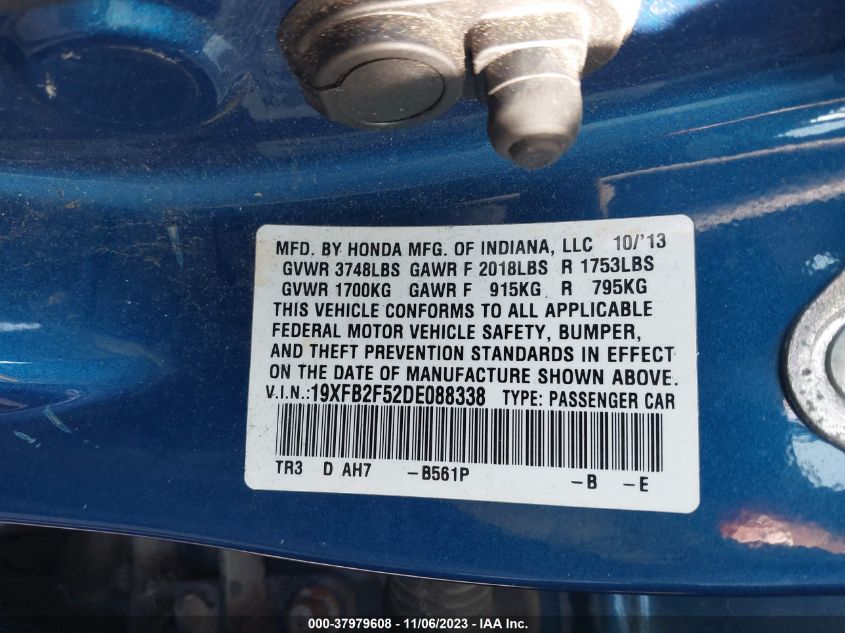 MFD. BY HONDA MFG. OF INDIANA, LLC 10/'13
GVWR 3748LBS GAWR F 2018LBS R 1753LBS
GVWR 1700KG GAWR F 915KG R 795KG
THIS VEHICLE CONFORMS TO ALL APPLICABLE
FEDERAL MOTOR VEHICLE SAFETY, BUMPER,
AND THEFT PREVENTION STANDARDS IN EFFECT
ON THE DATE OF MANUFACTURE SHOWN ABOVE.
V.I.N.:19XFB2F52DE088338 TYPE: PASSENGER CAR
TR3 D AH7 -B561P -B -E
000-37979608 - 11/06/2023 - IAA Inc.